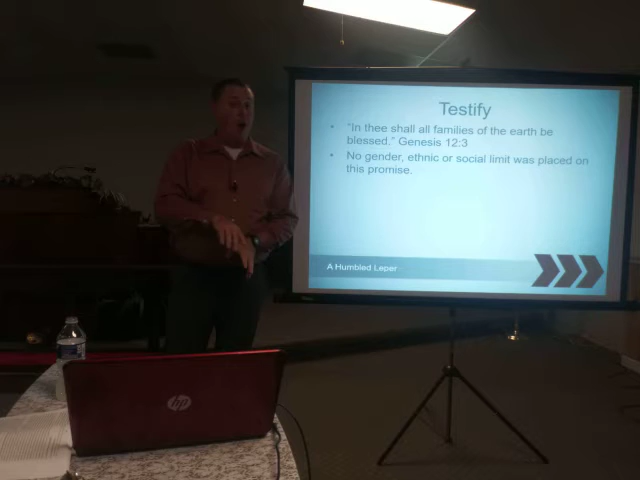 Testify
• "In thee shall all families of the earth be
blessed." Genesis 12:3
• No gender, ethnic or social limit was placed on
this promise.
A Humbled Leper
hp